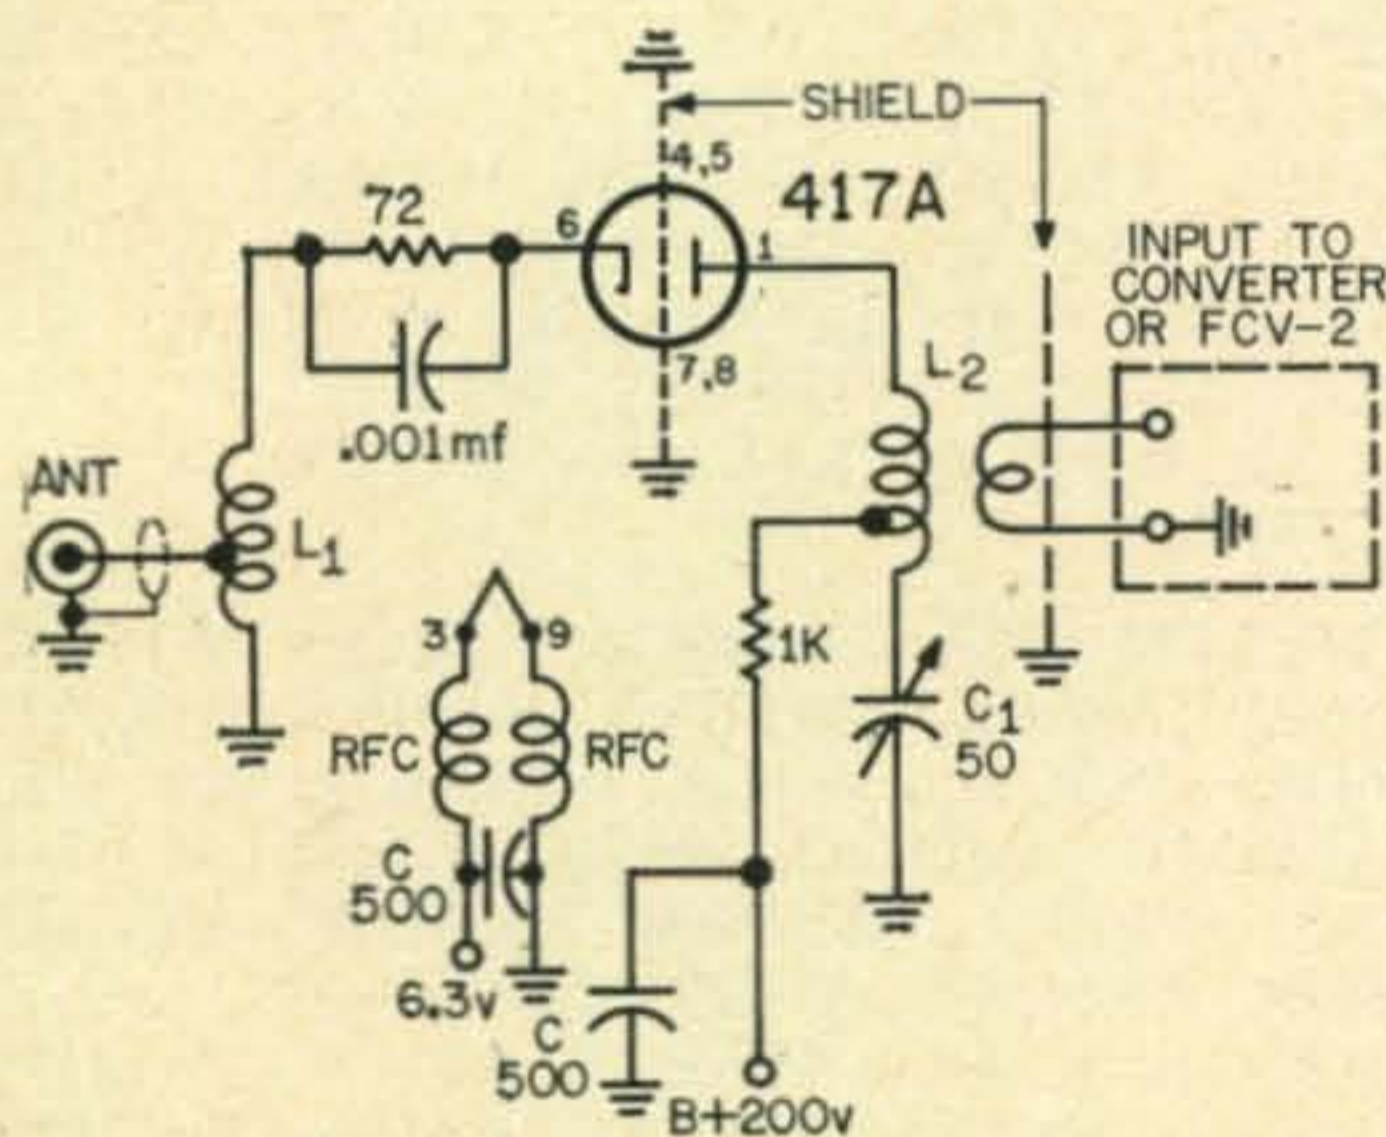 SHIELD
4,5
417A
72
6
1
INPUT TO
CONVERTER
OR FCV-2
7,8
L2
.001mf
ANT
L1
3
9
1K
RFC
RFC
C1
50
C
500
6.3v
C
500
B+200v